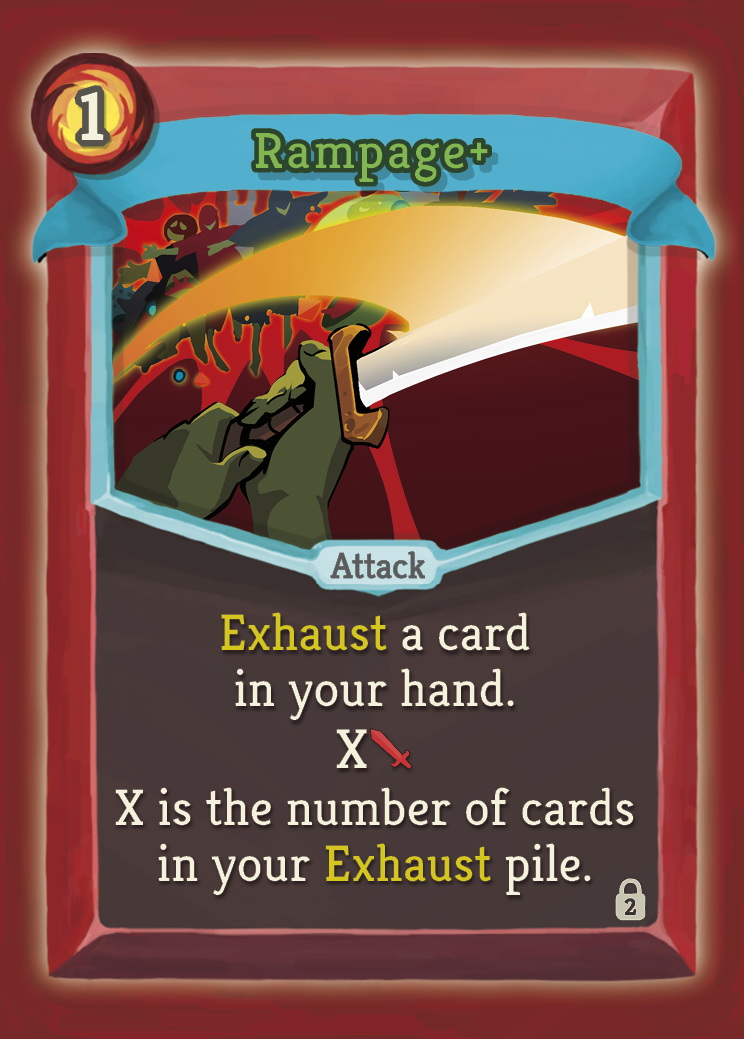 1
Rampage+
Attack
Exhaust a card
in your hand.
X
X is the number of cards
in your Exhaust pile.
2